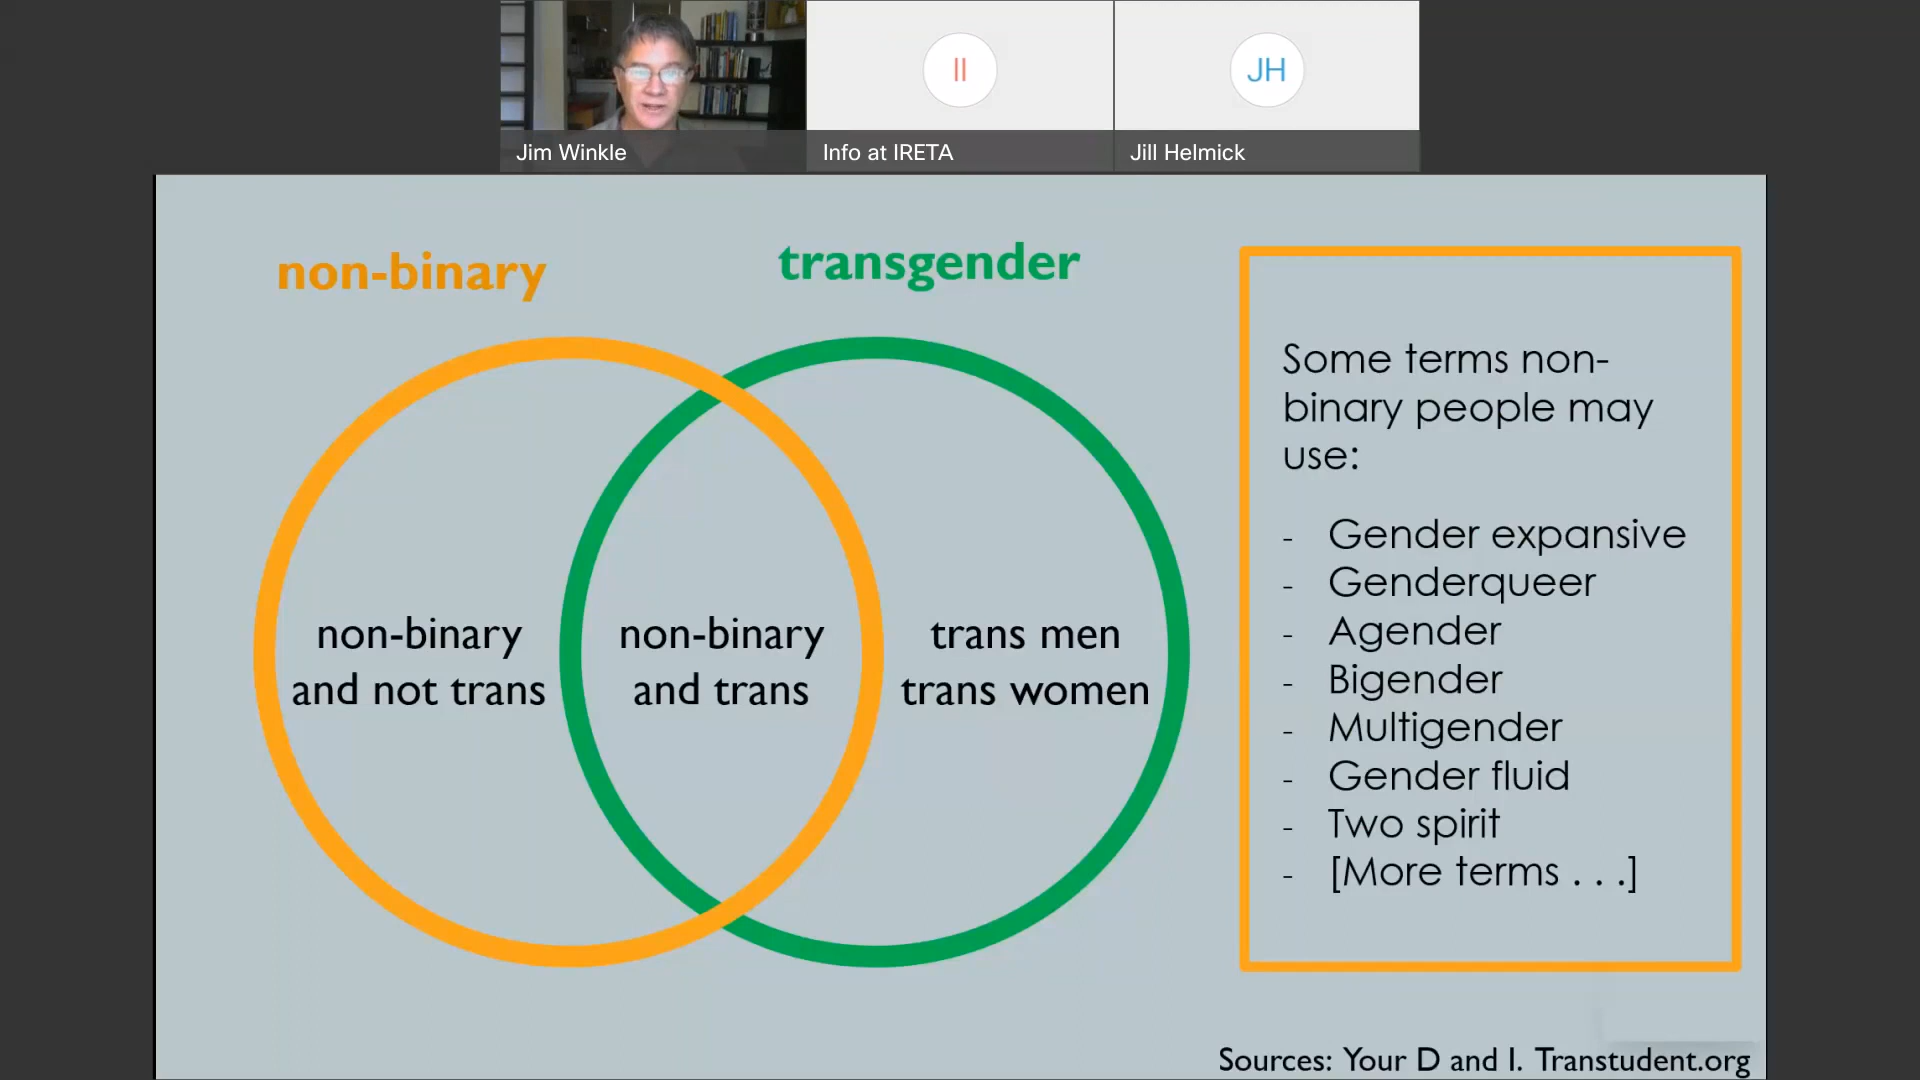 II
JH
Jim Winkle
Info at IRETA
Jill Helmick
non-binary
transgender
non-binary
and not trans
non-binary
and trans
trans men
trans women
Some terms non-
binary people may
use:
- Gender expansive
- Genderqueer
- Agender
- Bigender
- Multigender
- Gender fluid
- Two spirit
- [More terms . . .]
Sources: Your D and I. Transtudent.org